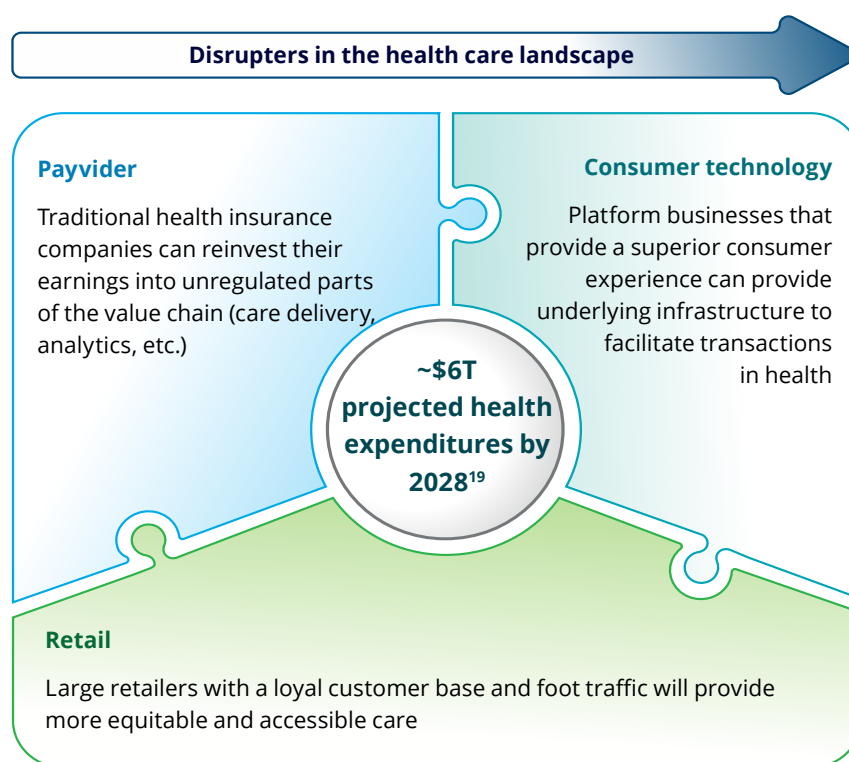 Disrupters in the health care landscape
Payvider
Traditional health insurance
companies can reinvest their
earnings into unregulated parts
of the value chain (care delivery,
analytics, etc.)
Consumer technology
Platform businesses that
provide a superior consumer
experience can provide
underlying infrastructure to
facilitate transactions
in health
~$6T
projected health
expenditures by
2028¹⁹
Retail
Large retailers with a loyal customer base and foot traffic will provide
more equitable and accessible care